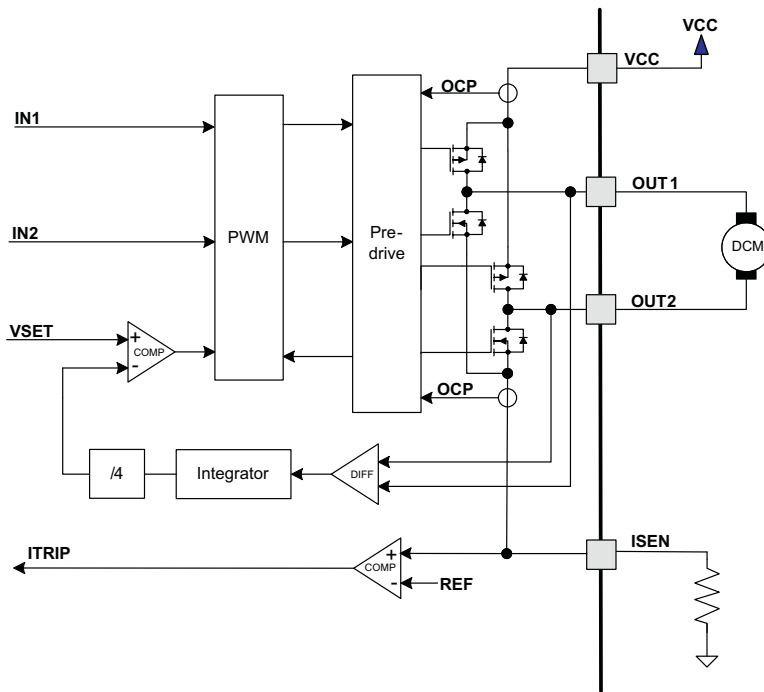 VCC
VCC
OCP
IN1
OUT1
PWM
Pre-
drive
DCM
IN2
OUT2
VSET
+
COMP
-
OCP
/4
Integrator
DIFF
ISEN
ITRIP
+
COMP
-
REF